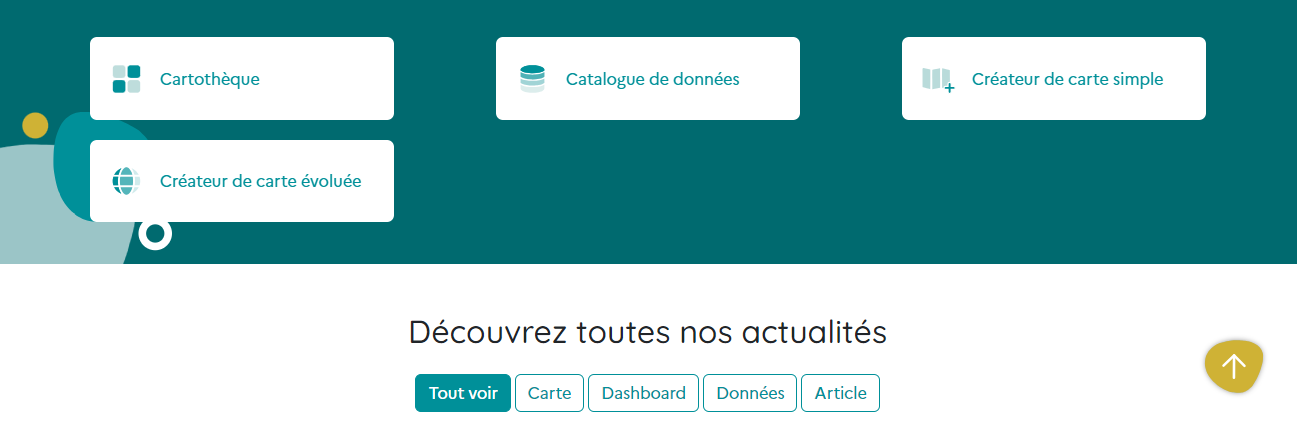 Cartothèque
Catalogue de données
Créateur de carte simple
Créateur de carte évoluée
Découvrez toutes nos actualités
Tout voir
Carte
Dashboard
Données
Article